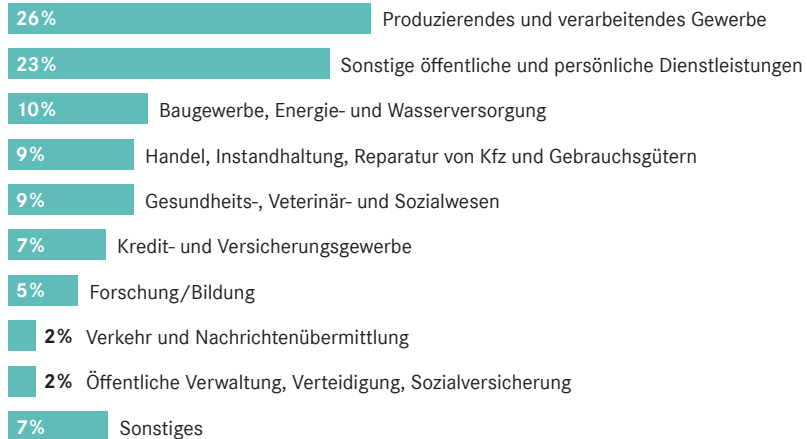 26% Produzierendes und verarbeitendes Gewerbe
23% Sonstige öffentliche und persönliche Dienstleistungen
10% Baugewerbe, Energie- und Wasserversorgung
9% Handel, Instandhaltung, Reparatur von Kfz und Gebrauchsgütern
9% Gesundheits-, Veterinär- und Sozialwesen
7% Kredit- und Versicherungsgewerbe
5% Forschung/Bildung
2% Verkehr und Nachrichtenübermittlung
2% Öffentliche Verwaltung, Verteidigung, Sozialversicherung
7% Sonstiges